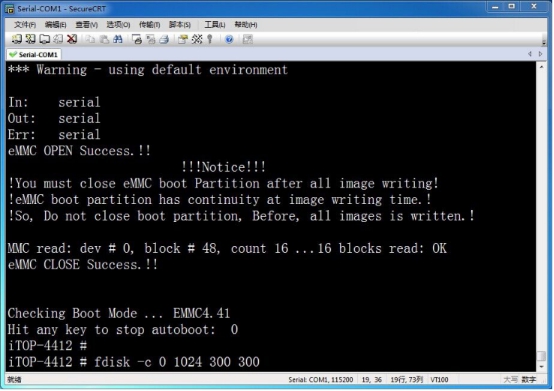 Serial-COM1 - SecureCRT
文件(F) 编辑(E) 查看(V) 选项(O) 传输(T) 脚本(S) 工具(L) 帮助(H)
Serial-COM1
*** Warning - using default environment
In: serial
Out: serial
Err: serial
eMMC OPEN Success.!!
!!!Notice!!!
!You must close eMMC boot Partition after all image writing!
!eMMC boot partition has continuity at image writing time.!
!So, Do not close boot partition, Before, all images is written.!
MMC read: dev # 0, block # 48, count 16 ...16 blocks read: OK
eMMC CLOSE Success.!!
Checking Boot Mode ... EMMC4.41
Hit any key to stop autoboot: 0
iTOP-4412 #
iTOP-4412 # fdisk -c 0 1024 300 300
就绪 Serial: COM1, 115200 19, 36 19行, 73列 VT100 大写 数字